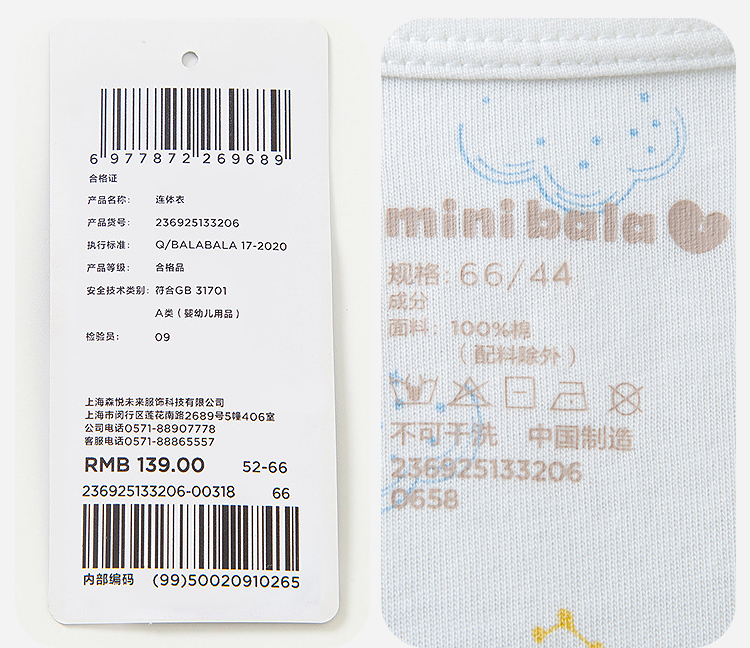 6 977872 269689
合格证
产品名称: 连体衣
产品货号: 236925133206
执行标准: Q/BALABALA 17-2020
产品等级: 合格品
安全技术类别: 符合GB 31701
A类（婴幼儿用品）
检验员: 09
上海森悦未来服饰科技有限公司
上海市闵行区莲花南路2689号5幢406室
公司电话0571-88907778
客服电话0571-88865557
RMB 139.00 52-66
236925133206-00318 66
内部编码 (99)50020910265
mini bala
规格: 66/44
成分
面料: 100%棉
（配料除外）
不可干洗 中国制造
236925133206
0658